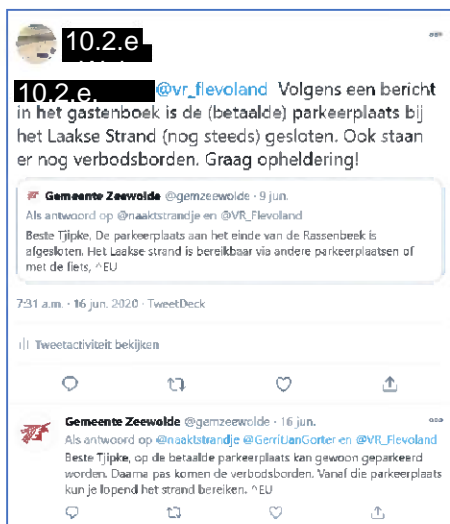 10.2.e
10.2.e. @vr_flevoland Volgens een bericht
in het gastenboek is de (betaalde) parkeerplaats bij
het Laakse Strand (nog steeds) gesloten. Ook staan
er nog verbodsborden. Graag opheldering!
Gemeente Zeewolde @gemzeewolde · 9 jun.
Als antwoord op @naaktstrandje en @VR_Flevoland
Beste Tjipke, De parkeerplaats aan het einde van de Rassenbeek is
afgesloten. Het Laakse strand is bereikbaar via andere parkeerplaatsen of
met de fiets, ^EU
7:31 a.m. · 16 jun. 2020 · TweetDeck
Tweetactiviteit bekijken
Gemeente Zeewolde @gemzeewolde · 16 jun.
Als antwoord op @naaktstrandje @GerriUanGorter en @VR_Flevoland
Beste Tjipke, op de betaalde parkeerplaats kan gewoon geparkeerd
worden. Daarna pas komen de verbodsborden. Vanaf die parkeerplaats
kun je lopend het strand bereiken. ^EU